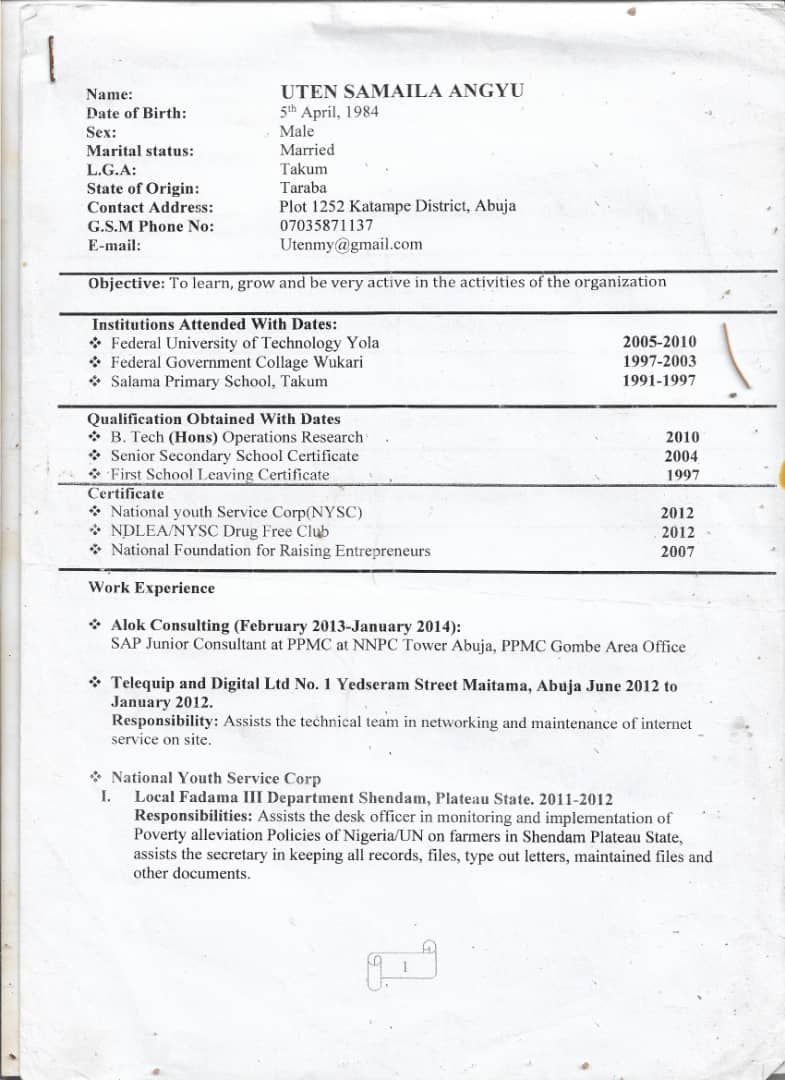 Name: UTEN SAMAILA ANGYU
Date of Birth: 5th April, 1984
Sex: Male
Marital status: Married
L.G.A: Takum
State of Origin: Taraba
Contact Address: Plot 1252 Katampe District, Abuja
G.S.M Phone No: 07035871137
E-mail: Utenmy@gmail.com
Objective: To learn, grow and be very active in the activities of the organization
Institutions Attended With Dates:
❖ Federal University of Technology Yola 2005-2010
❖ Federal Government Collage Wukari 1997-2003
❖ Salama Primary School, Takum 1991-1997
Qualification Obtained With Dates
❖ B. Tech (Hons) Operations Research 2010
❖ Senior Secondary School Certificate 2004
❖ First School Leaving Certificate 1997
Certificate
❖ National youth Service Corp(NYSC) 2012
❖ NDLEA/NYSC Drug Free Club 2012
❖ National Foundation for Raising Entrepreneurs 2007
Work Experience
❖ Alok Consulting (February 2013-January 2014):
SAP Junior Consultant at PPMC at NNPC Tower Abuja, PPMC Gombe Area Office
❖ Telequip and Digital Ltd No. 1 Yedseram Street Maitama, Abuja June 2012 to
January 2012.
Responsibility: Assists the technical team in networking and maintenance of internet
service on site.
❖ National Youth Service Corp
I. Local Fadama III Department Shendam, Plateau State. 2011-2012
Responsibilities: Assists the desk officer in monitoring and implementation of
Poverty alleviation Policies of Nigeria/UN on farmers in Shendam Plateau State,
assists the secretary in keeping all records, files, type out letters, maintained files and
other documents.
1